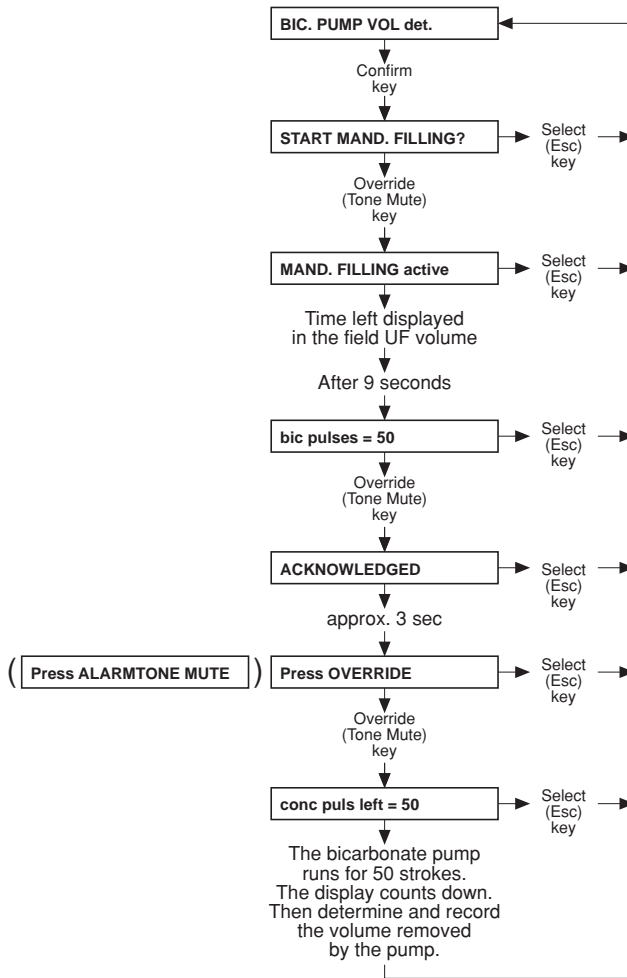 BIC. PUMP VOL det.
Confirm
key
START MAND. FILLING?
Select
(Esc)
key
Override
(Tone Mute)
key
MAND. FILLING active
Select
(Esc)
key
Time left displayed
in the field UF volume
After 9 seconds
bic pulses = 50
Select
(Esc)
key
Override
(Tone Mute)
key
ACKNOWLEDGED
Select
(Esc)
key
approx. 3 sec
( Press ALARMTONE MUTE )
Press OVERRIDE
Select
(Esc)
key
Override
(Tone Mute)
key
conc puls left = 50
Select
(Esc)
key
The bicarbonate pump
runs for 50 strokes.
The display counts down.
Then determine and record
the volume removed
by the pump.